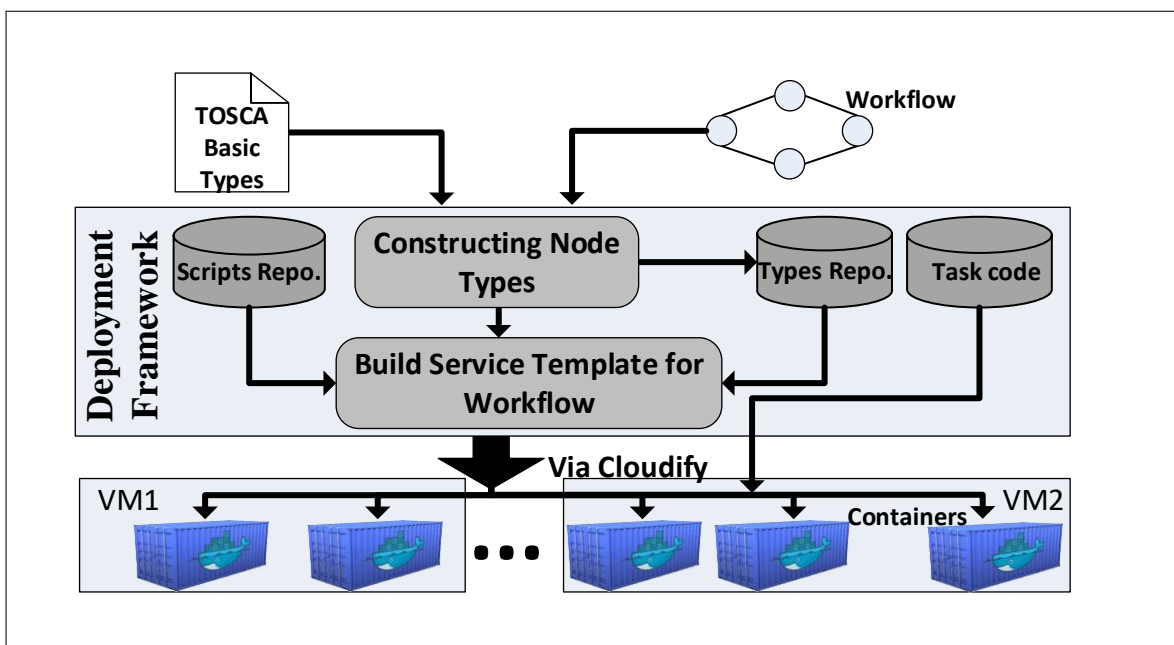 TOSCA
Basic
Types
Workflow
Deployment
Framework
Scripts Repo.
Constructing Node
Types
Types Repo.
Task code
Build Service Template for
Workflow
Via Cloudify
VM1
VM2
Containers